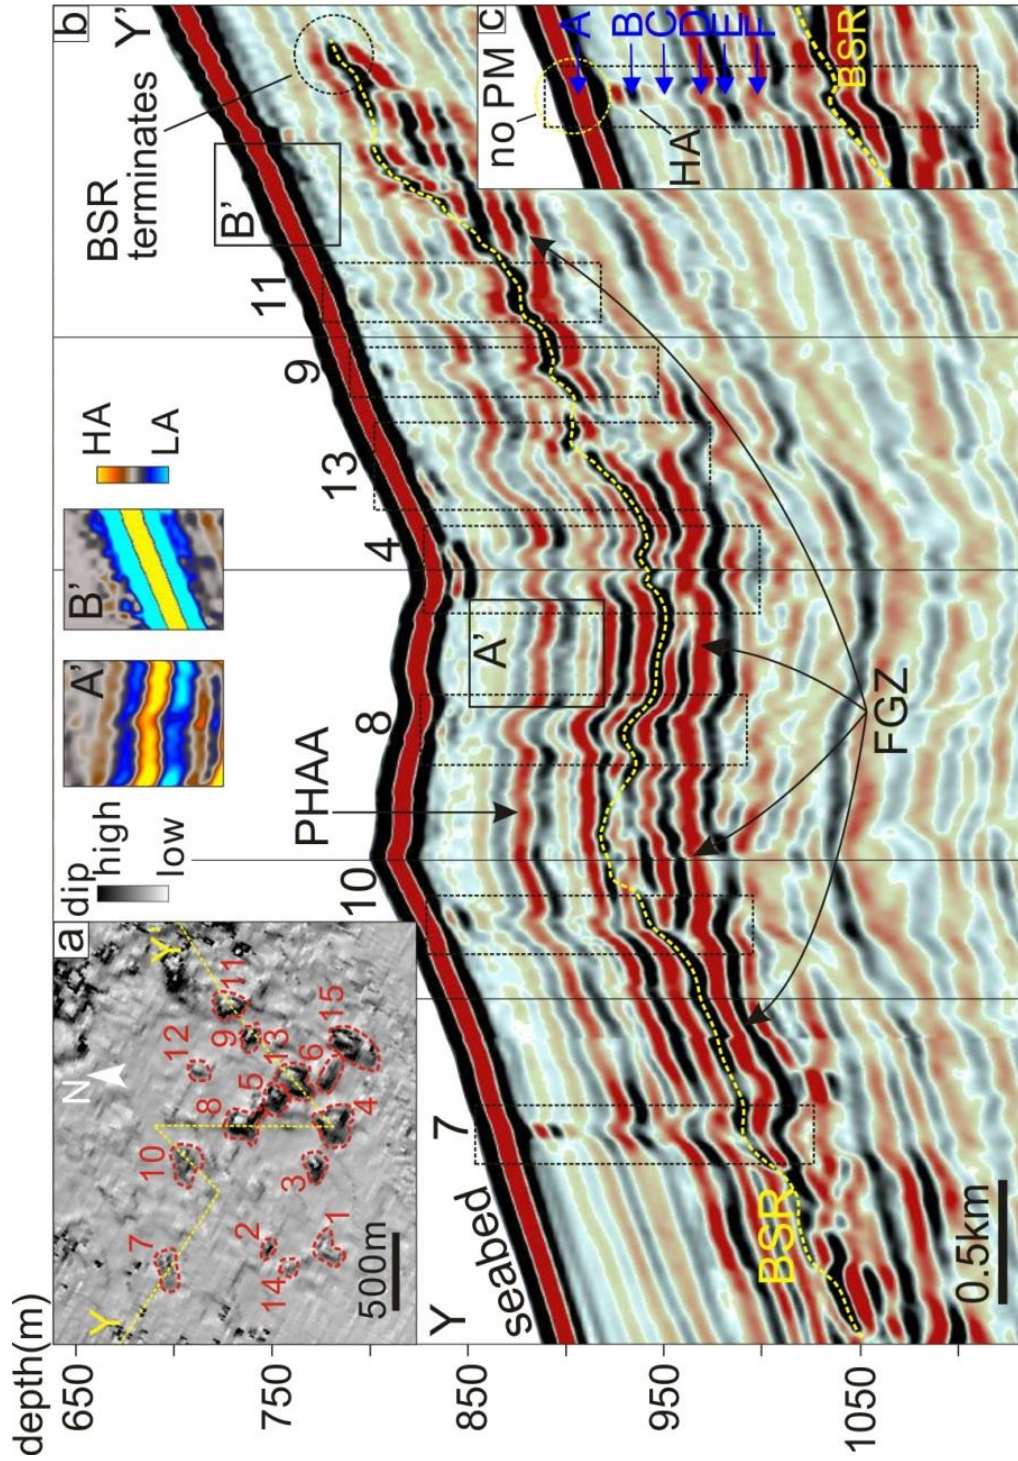 depth(m)
650
750
850
950
1050
a
dip
high
low
N
Y
Y'
7
10
8
12
9
11
5
13
6
15
4
3
2
14
1
500m
A'
B'
HA
LA
b
Y
seabed
Y'
7
10
8
4
13
9
11
PHAA
A'
B'
BSR
terminates
BSR
FGZ
0.5km
c
no PM
A
B
C
D
E
F
HA
BSR